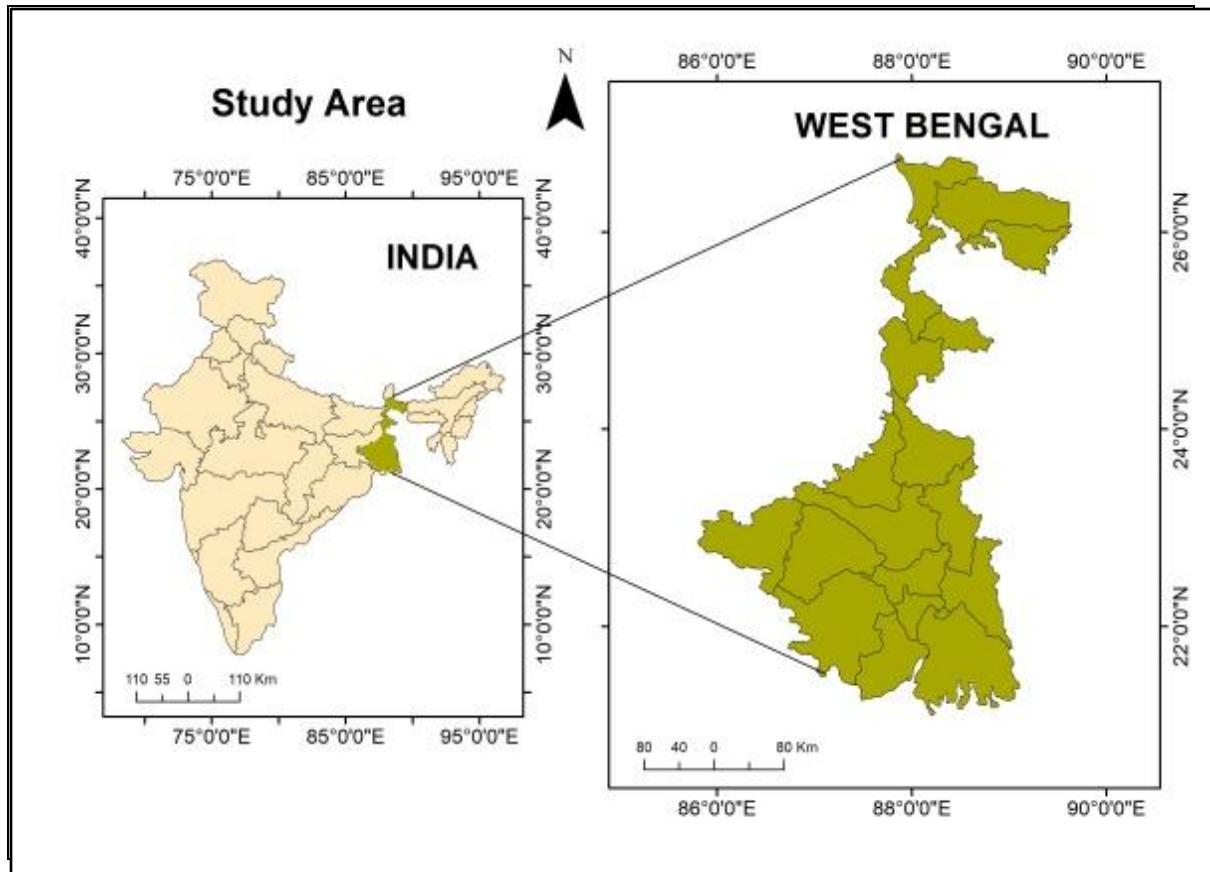 N
Study Area
75°0'0"E 85°0'0"E 95°0'0"E
40°0'0"N 40°0'0"N
INDIA
30°0'0"N 30°0'0"N
20°0'0"N 20°0'0"N
10°0'0"N 10°0'0"N
110 55 0 110 Km
75°0'0"E 85°0'0"E 95°0'0"E
86°0'0"E 88°0'0"E 90°0'0"E
WEST BENGAL
26°0'0"N
24°0'0"N
22°0'0"N
80 40 0 80 Km
86°0'0"E 88°0'0"E 90°0'0"E